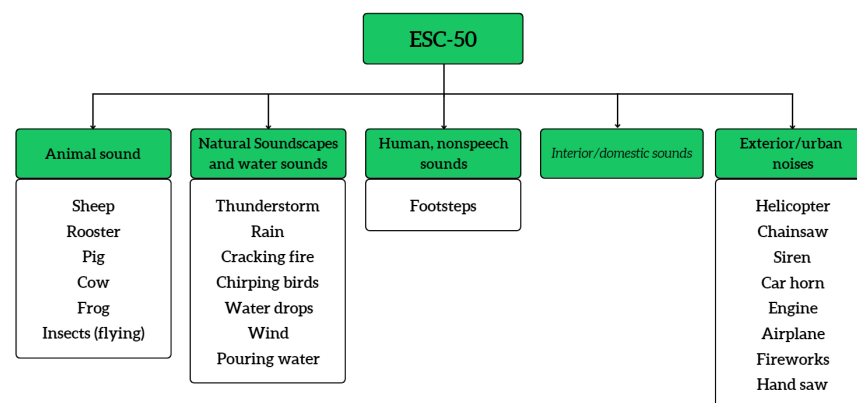 ESC-50
Animal sound
Sheep
Rooster
Pig
Cow
Frog
Insects (flying)
Natural Soundscapes
and water sounds
Thunderstorm
Rain
Cracking fire
Chirping birds
Water drops
Wind
Pouring water
Human, nonspeech
sounds
Footsteps
Interior/domestic sounds
Exterior/urban
noises
Helicopter
Chainsaw
Siren
Car horn
Engine
Airplane
Fireworks
Hand saw